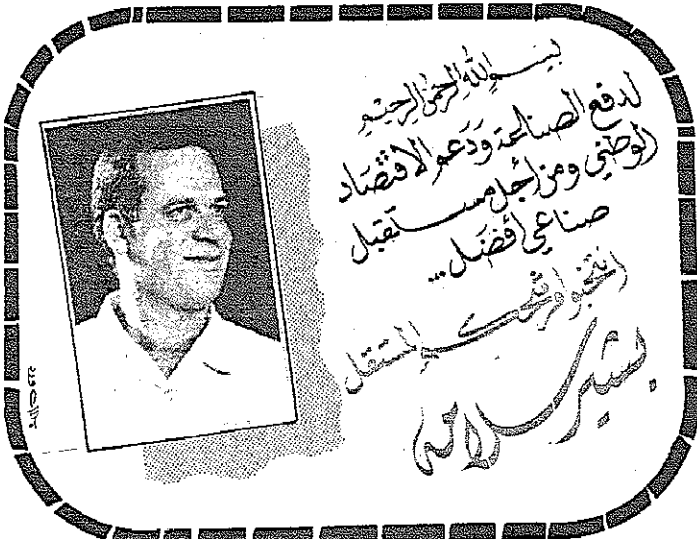 بسم الله الرحمن الرحيم
لدفع الصناعة ودعم الاقتصاد
الوطني ومن أجل مستقبل
صناعي أفضل...
انتخبوا مرشحكم المستقل
بشير سلامه